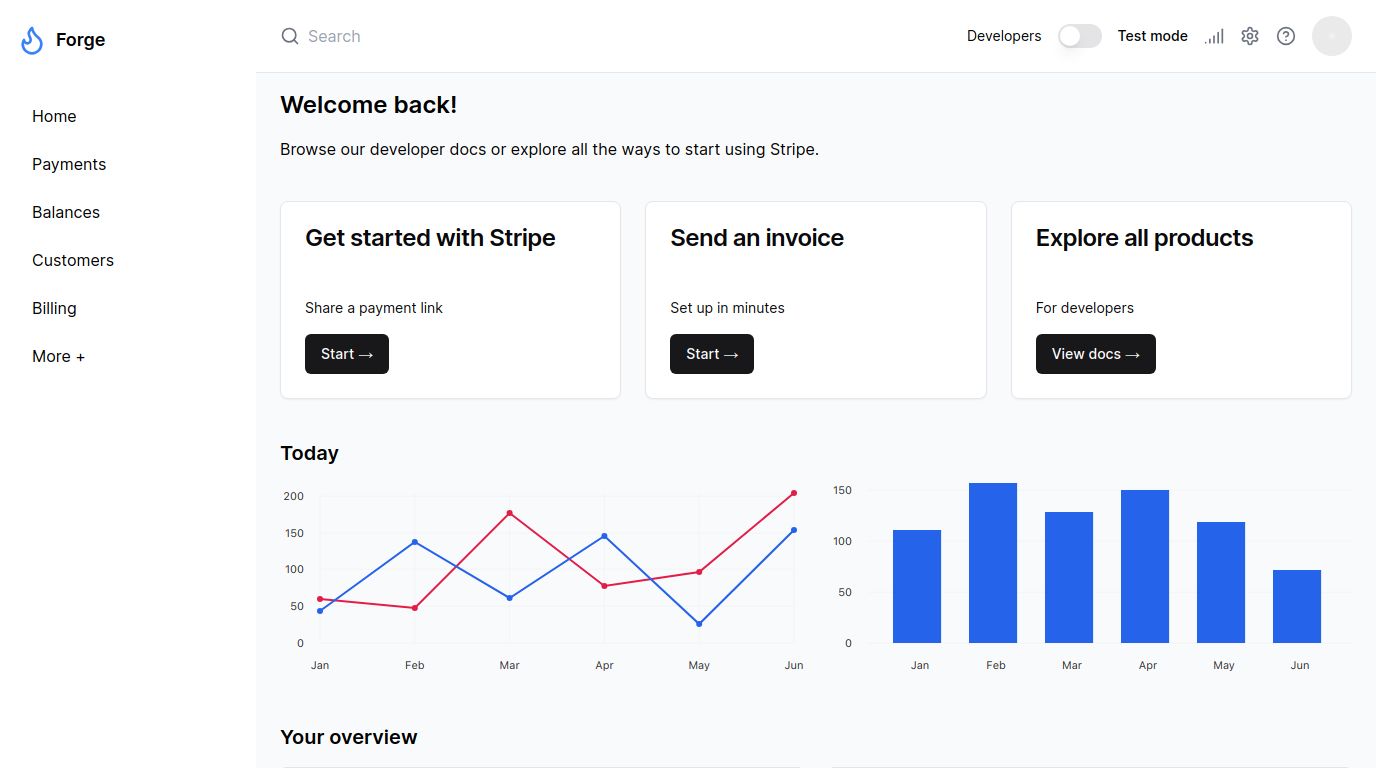 Forge
Home
Payments
Balances
Customers
Billing
More +
Search
Developers
Test mode
Welcome back!
Browse our developer docs or explore all the ways to start using Stripe.
Get started with Stripe
Share a payment link
Start →
Send an invoice
Set up in minutes
Start →
Explore all products
For developers
View docs →
Today
200
150
100
50
0
Jan Feb Mar Apr May Jun
150
100
50
0
Jan Feb Mar Apr May Jun
Your overview